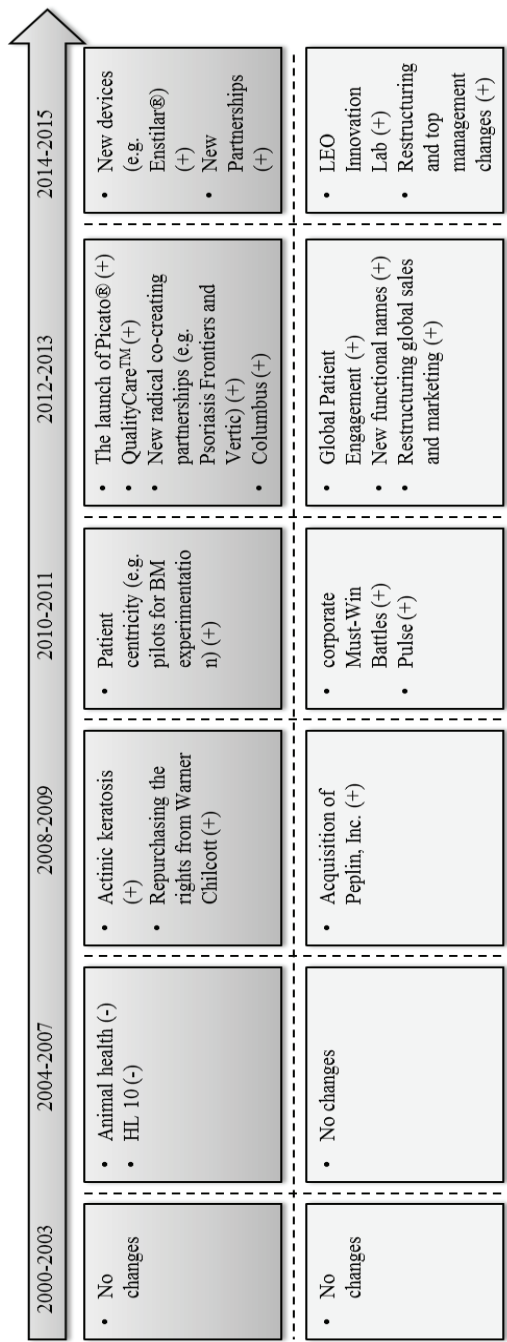 2000-2003
2004-2007
2008-2009
2010-2011
2012-2013
2014-2015
• No
changes
• Animal health (-)
• HL 10 (-)
• Actinic keratosis
(+)
• Repurchasing the
rights from Warner
Chilcott (+)
• Patient
centricity (e.g.
pilots for BM
experimentatio
n) (+)
• The launch of Picato® (+)
• QualityCare™ (+)
• New radical co-creating
partnerships (e.g.
Psoriasis Frontiers and
Vertic) (+)
• Columbus (+)
• New devices
(e.g.
Enstilar®)
(+)
• New
Partnerships
(+)
• No
changes
• No changes
• Acquisition of
Peplin, Inc. (+)
• corporate
Must-Win
Battles (+)
• Pulse (+)
• Global Patient
Engagement (+)
• New functional names (+)
• Restructuring global sales
and marketing (+)
• LEO
Innovation
Lab (+)
• Restructuring
and top
management
changes (+)